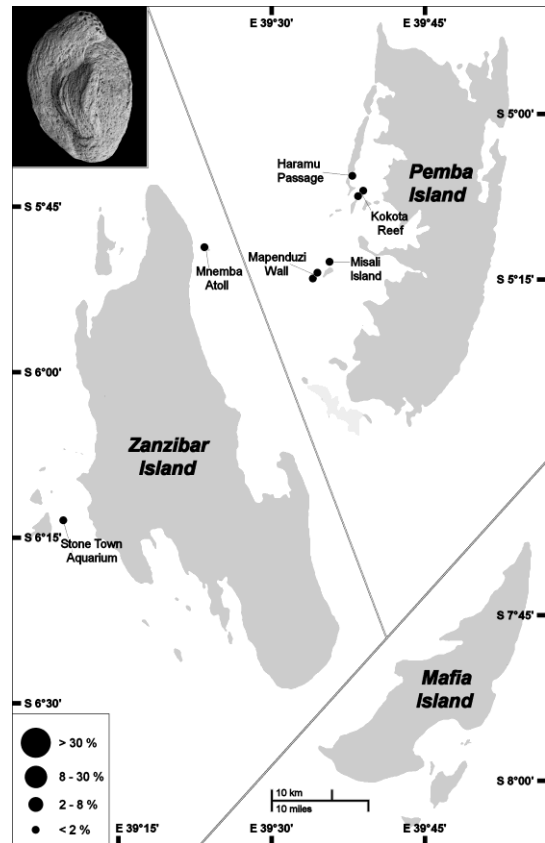 E 39°30'
E 39°45'
S 5°00'
Haramu
Passage
Pemba
Island
S 5°45'
Kokota
Reef
Mnemba
Atoll
Mapenduzi
Wall
Misali
Island
S 5°15'
S 6°00'
Zanzibar
Island
S 6°15'
Stone Town
Aquarium
S 7°45'
Mafia
Island
S 6°30'
> 30 %
8 - 30 %
2 - 8 %
< 2 %
S 8°00'
10 km
10 miles
E 39°15'
E 39°30'
E 39°45'